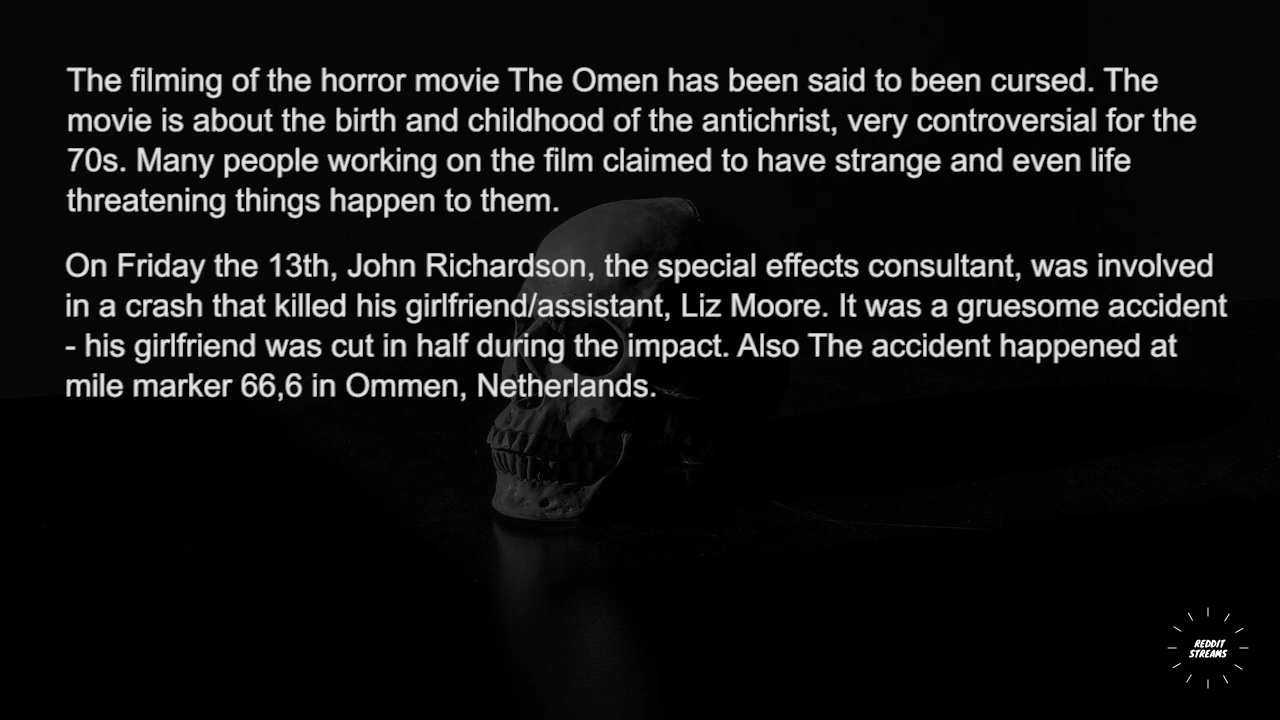 The filming of the horror movie The Omen has been said to been cursed. The
movie is about the birth and childhood of the antichrist, very controversial for the
70s. Many people working on the film claimed to have strange and even life
threatening things happen to them.
On Friday the 13th, John Richardson, the special effects consultant, was involved
in a crash that killed his girlfriend/assistant, Liz Moore. It was a gruesome accident
- his girlfriend was cut in half during the impact. Also The accident happened at
mile marker 66,6 in Ommen, Netherlands.
REDDIT
STREAMS